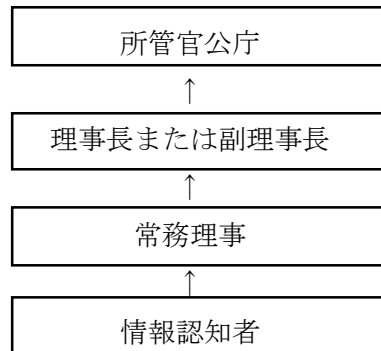 所管官公庁
↑
理事長または副理事長
↑
常務理事
↑
情報認知者